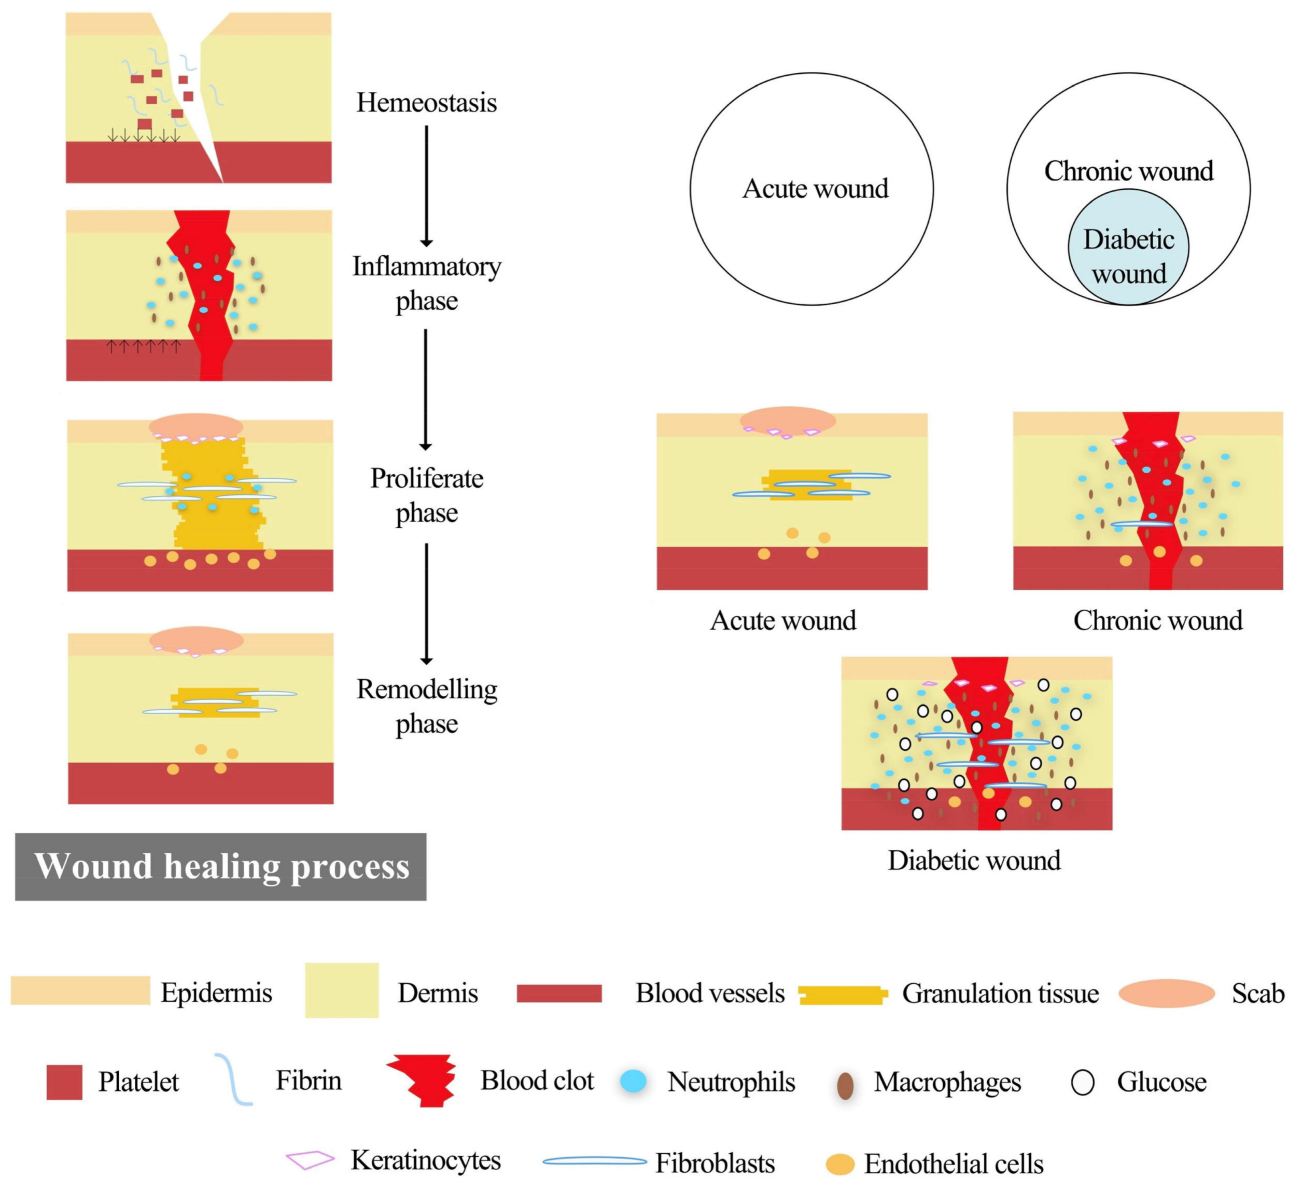 Hemeostasis
Inflammatory
phase
Proliferate
phase
Remodelling
phase
Wound healing process
Acute wound
Chronic wound
Diabetic
wound
Acute wound
Chronic wound
Diabetic wound
Epidermis
Dermis
Blood vessels
Granulation tissue
Scab
Platelet
Fibrin
Blood clot
Neutrophils
Macrophages
Glucose
Keratinocytes
Fibroblasts
Endothelial cells